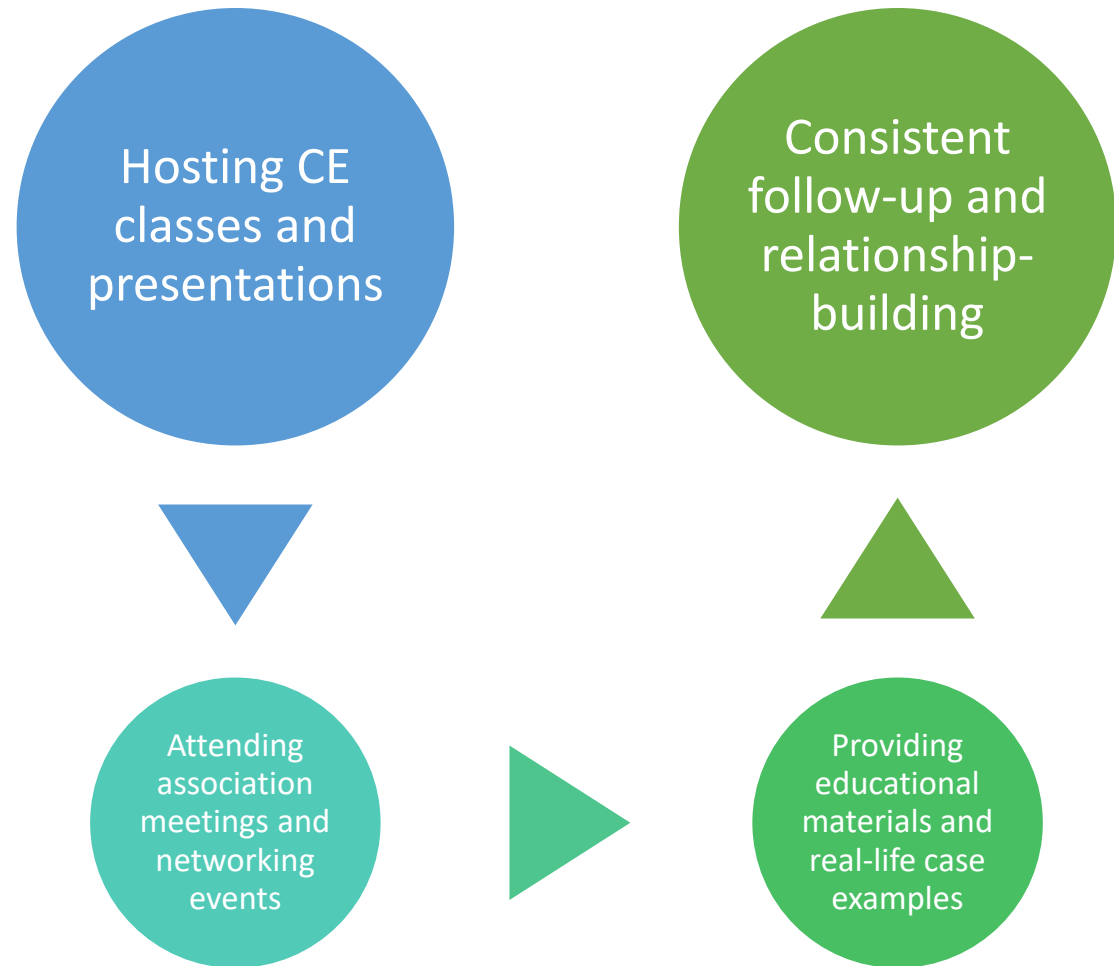 Hosting CE
classes and
presentations
Attending
association
meetings and
networking
events
Providing
educational
materials and
real-life case
examples
Consistent
follow-up and
relationship-
building